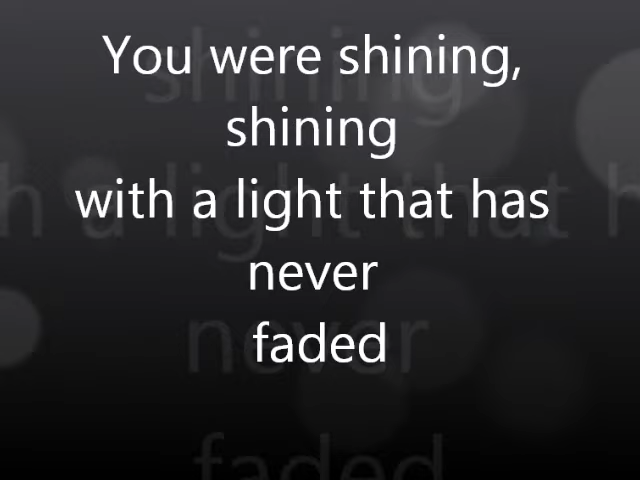 You were shining,
shining
with a light that has
never
faded